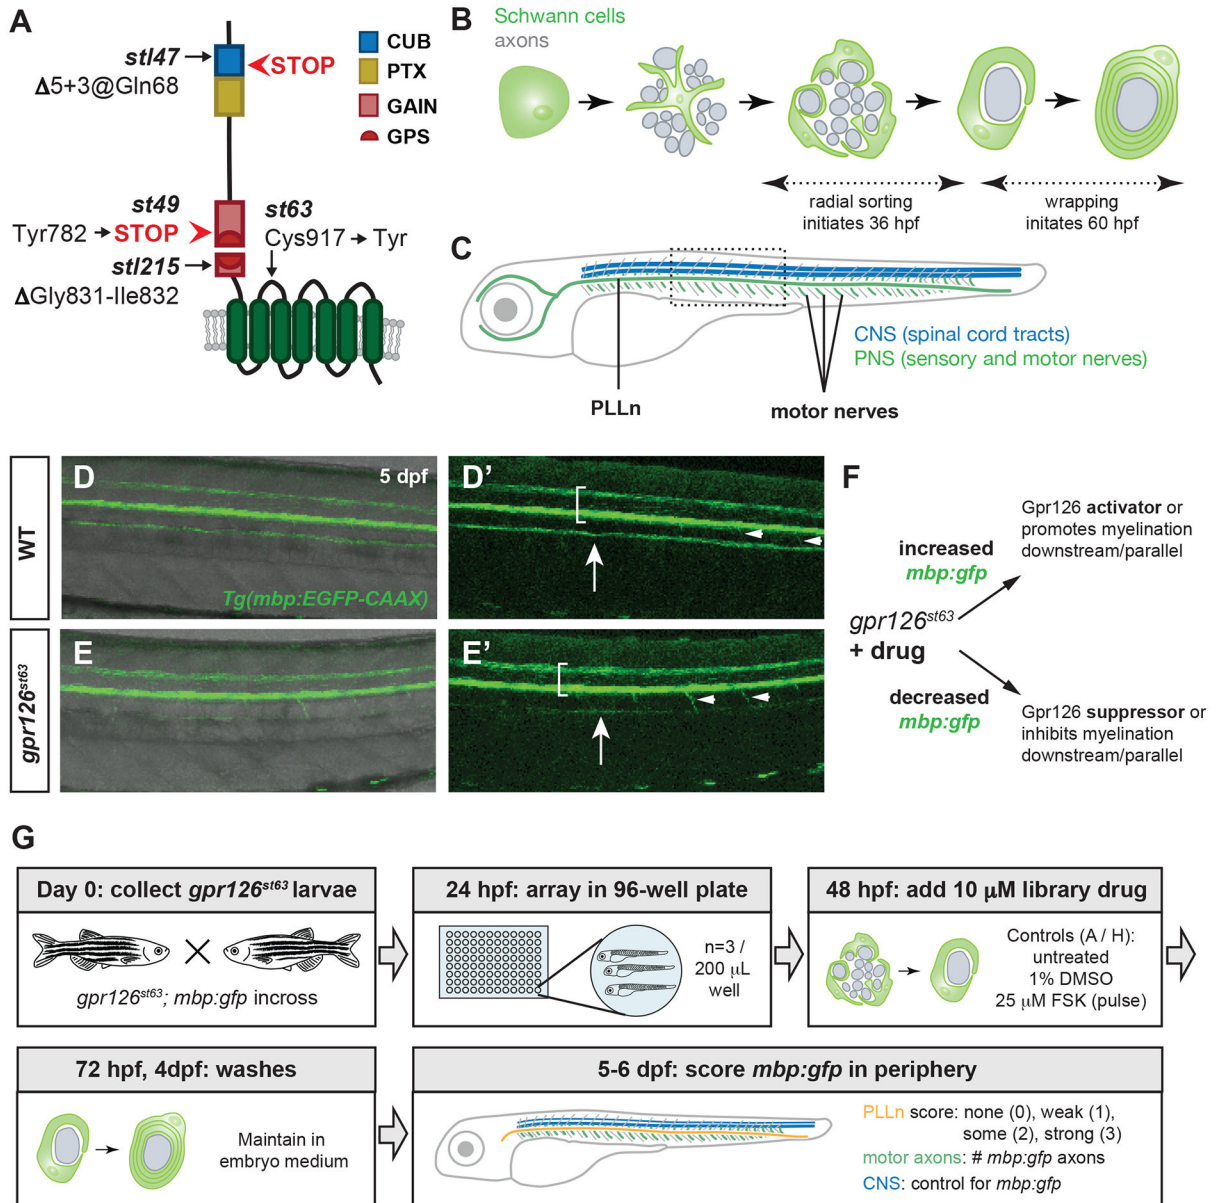 A
stl47
Δ5+3@Gln68
STOP
CUB
PTX
GAIN
GPS
st49
Tyr782
STOP
stl215
ΔGly831-Ile832
st63
Cys917
Tyr
B
Schwann cells
axons
radial sorting
initiates 36 hpf
wrapping
initates 60 hpf
C
CNS (spinal cord tracts)
PNS (sensory and motor nerves)
PLLn
motor nerves
WT
D
5 dpf
Tg(mbp:EGFP-CAAX)
D'
gpr126st63
E
E'
F
Gpr126 activator or
promotes myelination
downstream/parallel
increased
mbp:gfp
gpr126st63
+ drug
decreased
mbp:gfp
Gpr126 suppressor or
inhibits myelination
downstream/parallel
G
Day 0: collect gpr126st63 larvae
gpr126st63; mbp:gfp incross
24 hpf: array in 96-well plate
n=3 /
200 μL
well
48 hpf: add 10 μM library drug
Controls (A / H):
untreated
1% DMSO
25 μM FSK (pulse)
72 hpf, 4dpf: washes
Maintain in
embryo medium
5-6 dpf: score mbp:gfp in periphery
PLLn score: none (0), weak (1),
some (2), strong (3)
motor axons: # mbp:gfp axons
CNS: control for mbp:gfp